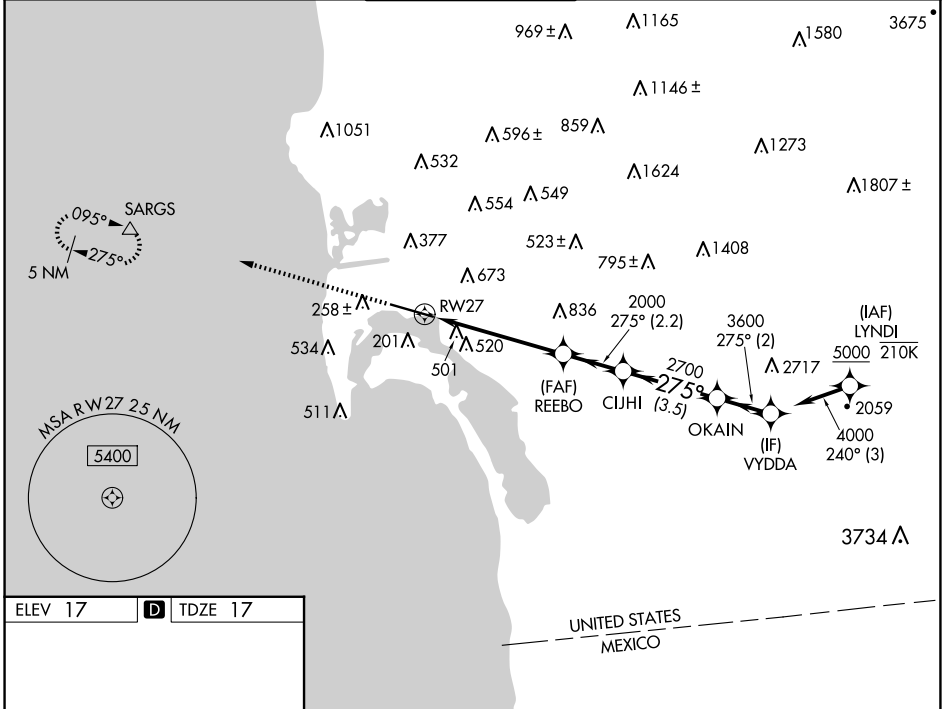 1165
969 ±
1580
3675
1146 ±
1051
596 ±
859
1273
532
1624
554
549
1807 ±
095°
SARGS
275°
5 NM
377
523 ±
795 ±
1408
673
258 ±
RW27
836
2000
275° (2.2)
3600
275° (2)
(IAF)
LYNDI
5000
210K
534
201
520
501
2717
2700
275°
(3.5)
(FAF)
REEBO
CIJHI
OKAIN
(IF)
VYDDA
2059
4000
240° (3)
511
MSA RW27 25 NM
5400
3734
ELEV 17
D
TDZE 17
UNITED STATES
MEXICO